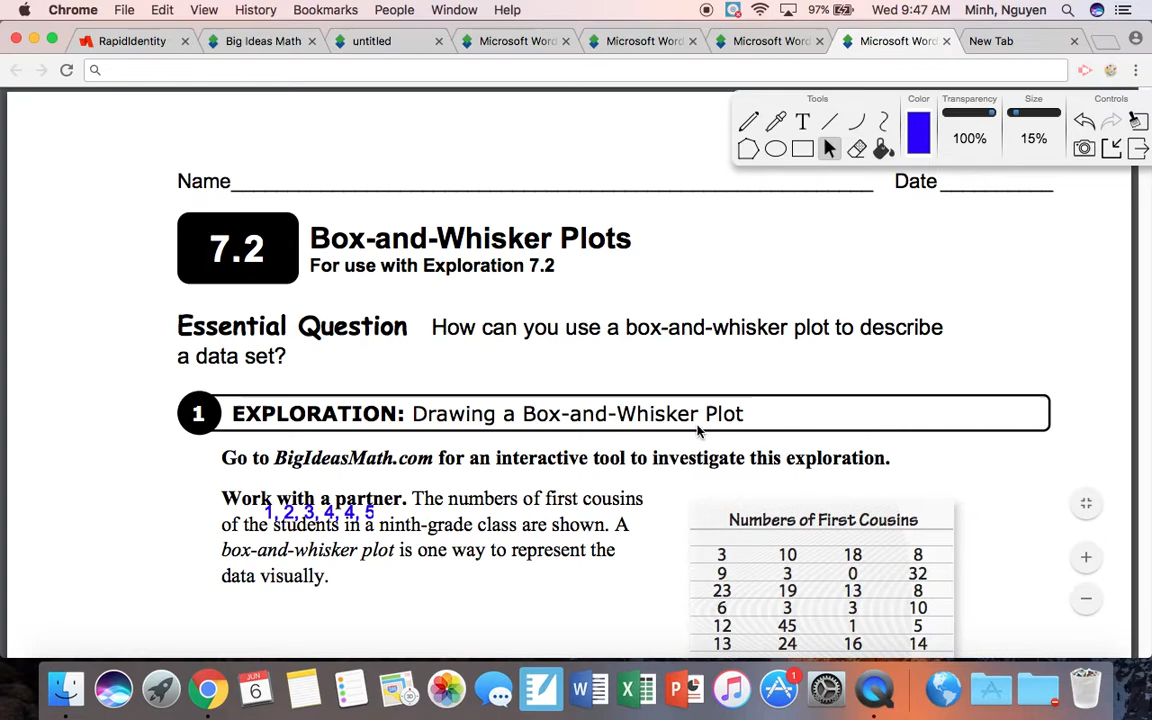 Chrome File Edit View History Bookmarks People Window Help 97% Wed 9:47 AM Minh, Nguyen
RapidIdentity Big Ideas Math untitled Microsoft Word Microsoft Word Microsoft Word Microsoft Word New Tab
Tools Color Transparency Size Controls
T
100% 15%
Name Date
7.2 Box-and-Whisker Plots
For use with Exploration 7.2
Essential Question How can you use a box-and-whisker plot to describe
a data set?
1 EXPLORATION: Drawing a Box-and-Whisker Plot
Go to BigIdeasMath.com for an interactive tool to investigate this exploration.
Work with a partner. The numbers of first cousins
1, 2, 3, 4, 4, 5
of the students in a ninth-grade class are shown. A
box-and-whisker plot is one way to represent the
data visually.
Numbers of First Cousins
3 10 18 8
9 3 0 32
23 19 13 8
6 3 3 10
12 45 1 5
13 24 16 14
JUN
6
1